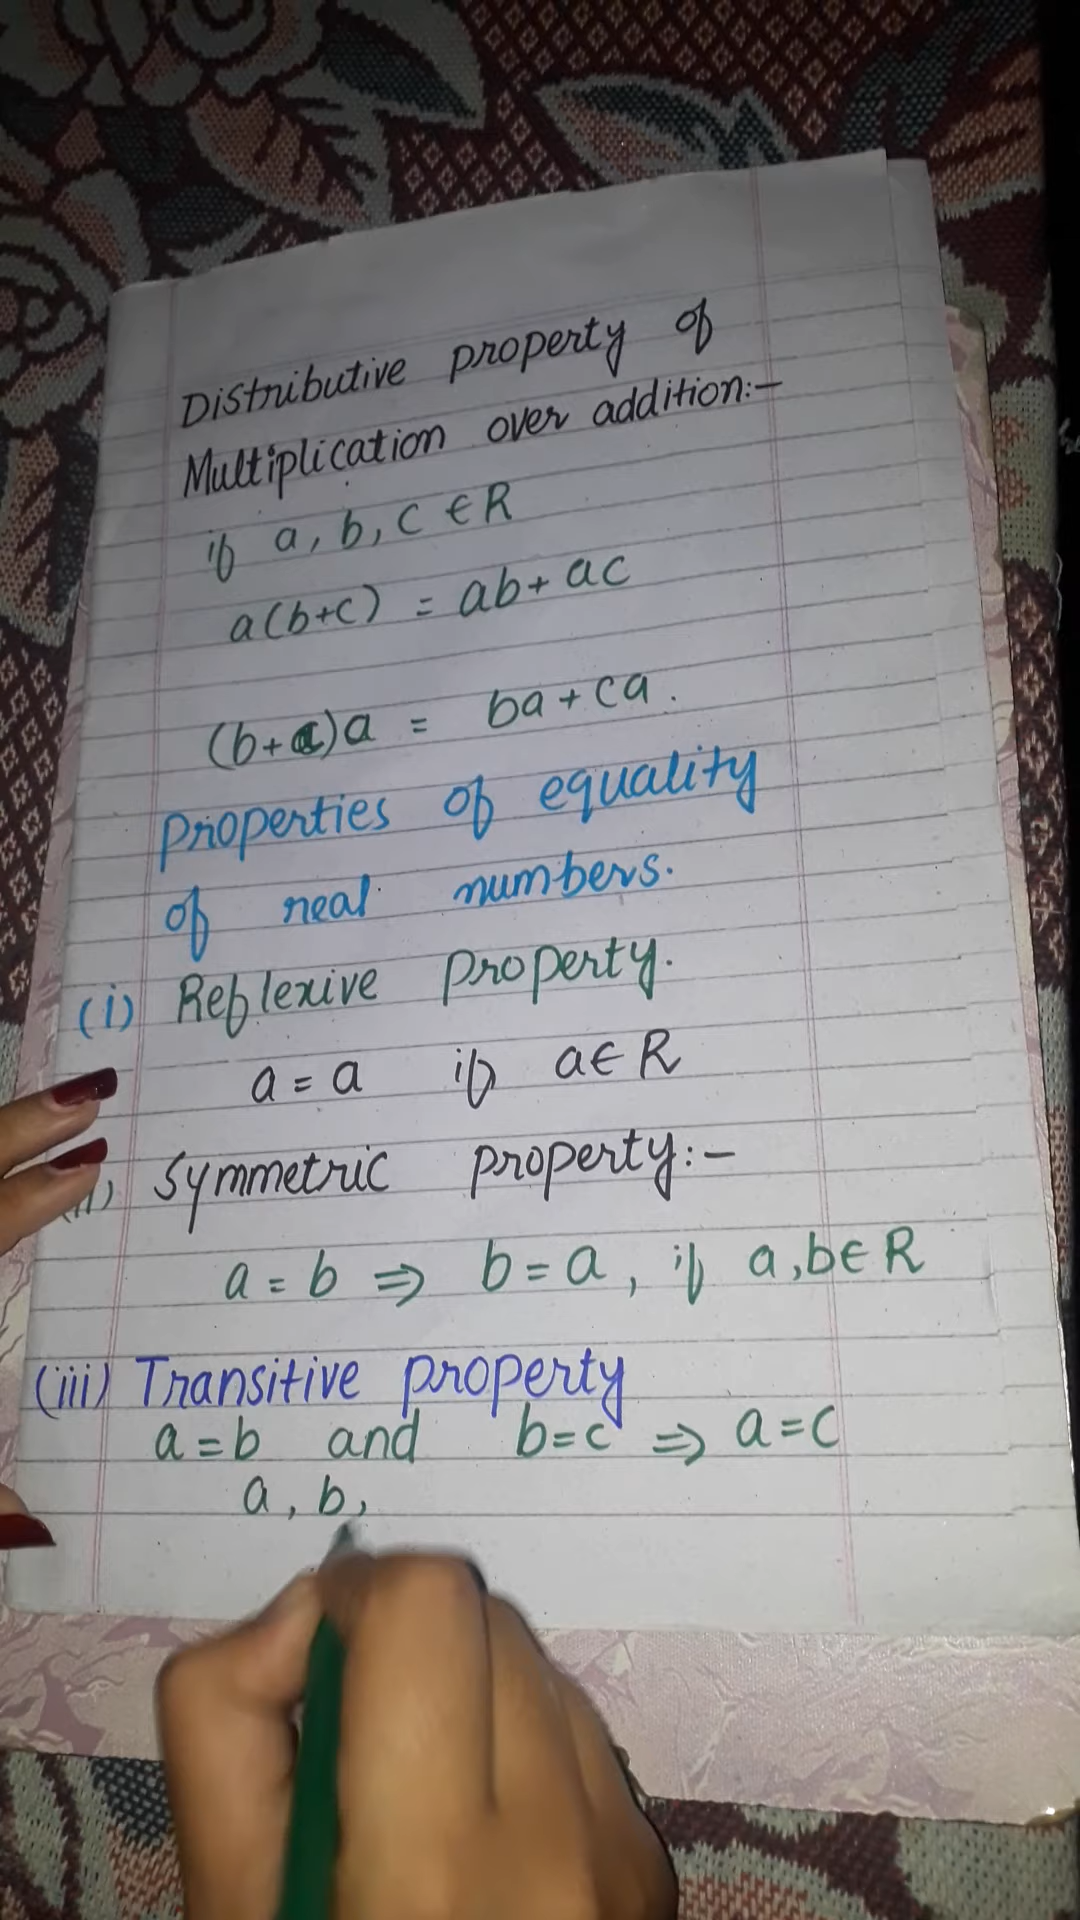 Distributive property of
Multiplication over addition:-
if a, b, c ∈ R
a(b+c) = ab+ ac
(b+c)a = ba + ca.
Properties of equality
of real numbers.
(i) Reflexive Property.
a = a if a ∈ R
(ii) Symmetric property:-
a = b ⇒ b = a, if a, b ∈ R
(iii) Transitive property
a = b and b = c ⇒ a = c
a, b,